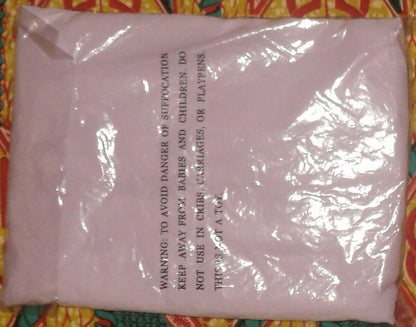 WARNING: TO AVOID DANGER OF SUFFOCATION
KEEP AWAY FROM BABIES AND CHILDREN. DO
NOT USE IN CRIBS, CARRIAGES, OR PLAYPENS.
THIS IS NOT A TOY.